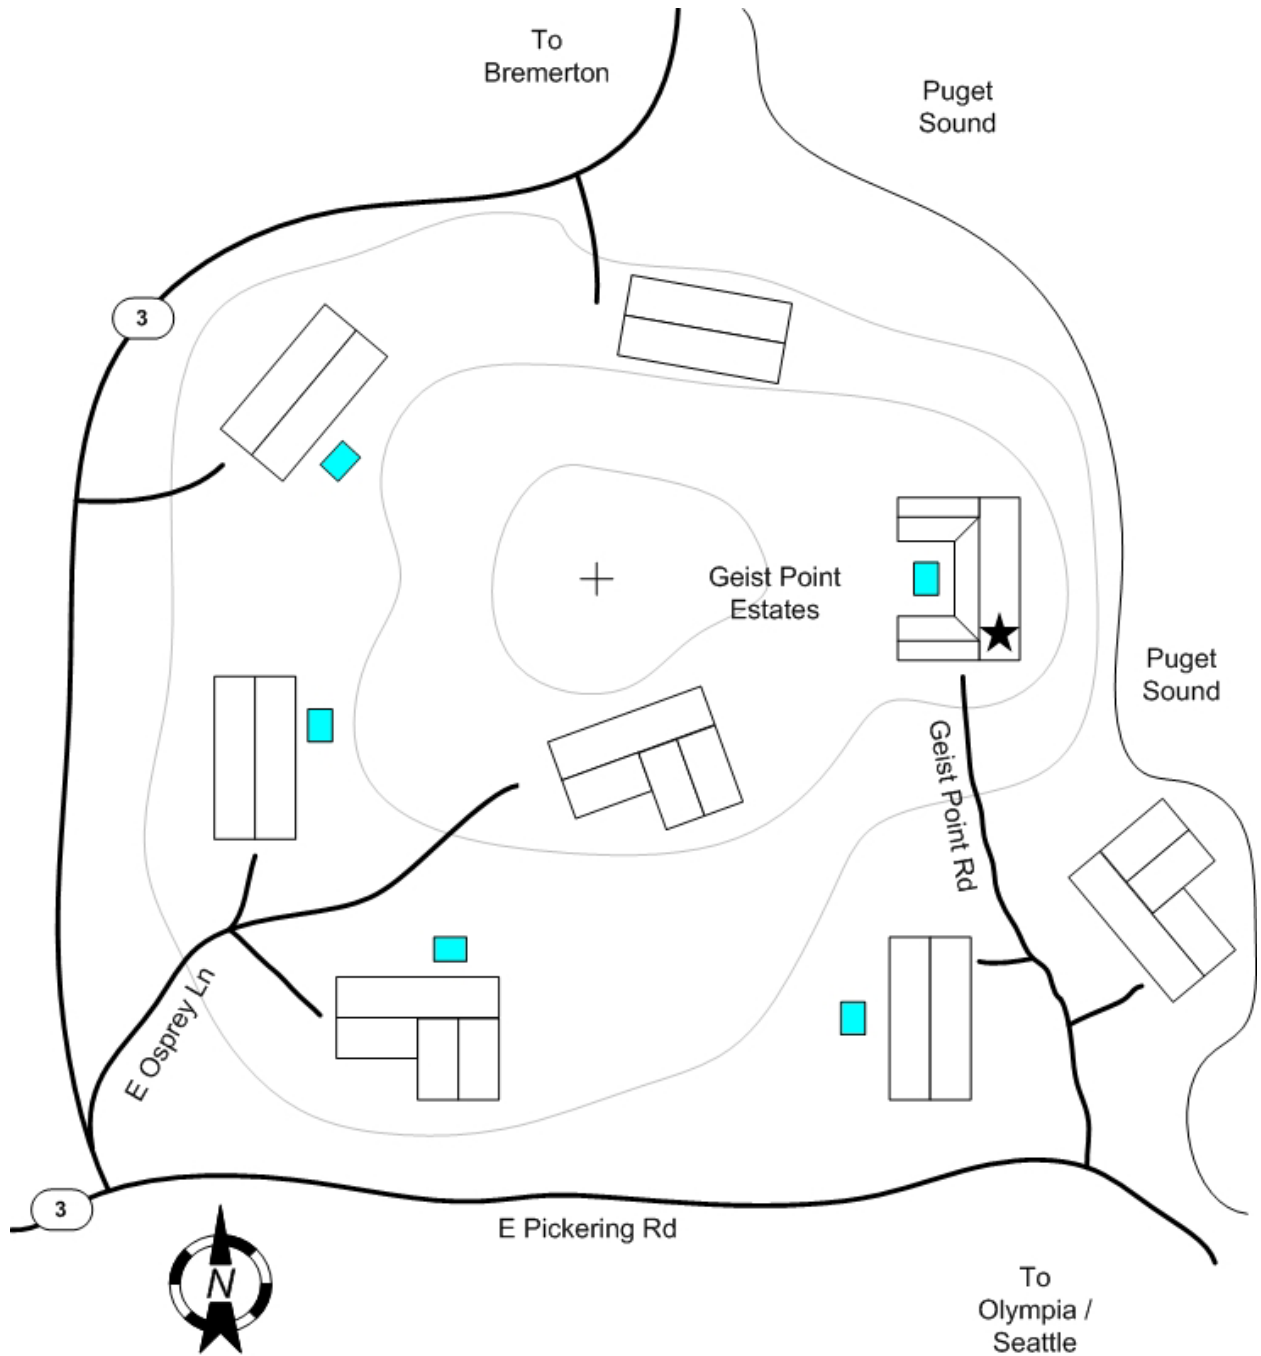 To
Bremerton
Puget
Sound
3
Geist Point
Estates
Puget
Sound
Geist Point Rd
E Osprey Ln
3
E Pickering Rd
N
To
Olympia /
Seattle